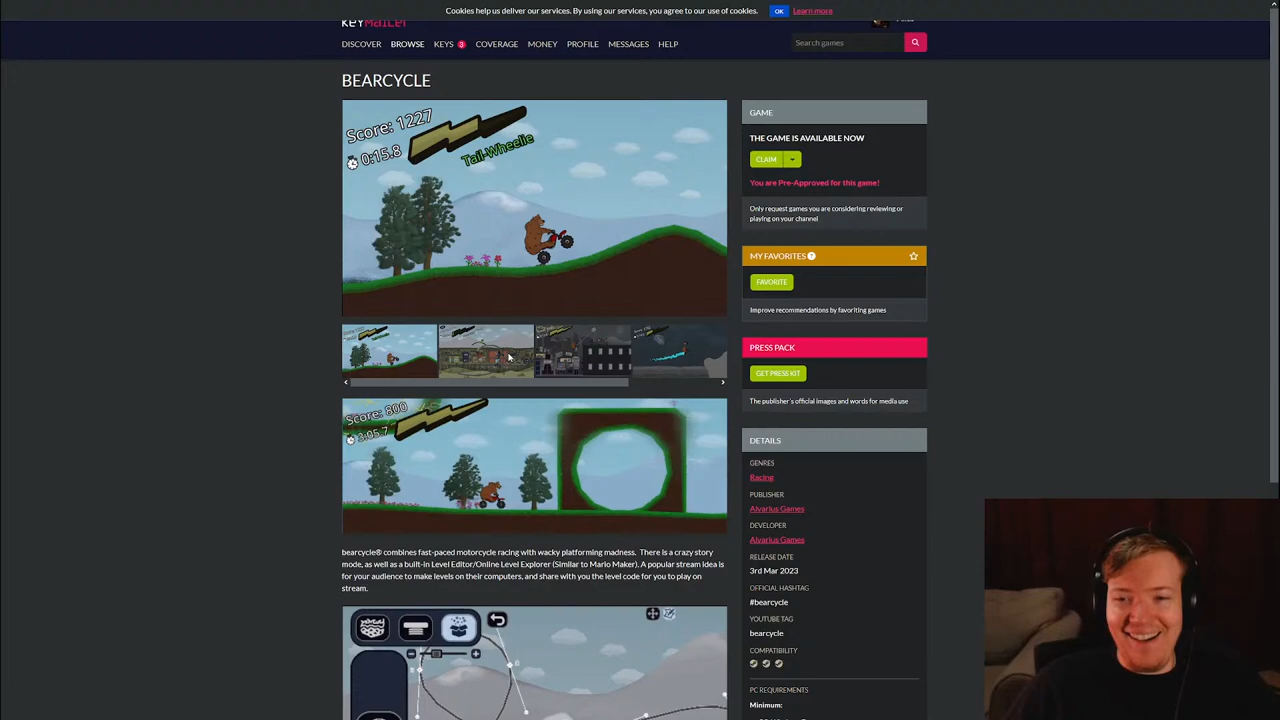 Cookies help us deliver our services. By using our services, you agree to our use of cookies. OK Learn more
KEYMAILER
DISCOVER BROWSE KEYS 3 COVERAGE MONEY PROFILE MESSAGES HELP Search games
BEARCYCLE
Score: 1227
0:15.8
Tail-Wheelie
Score: 800
3:05.7
bearcycle® combines fast-paced motorcycle racing with wacky platforming madness. There is a crazy story
mode, as well as a built-in Level Editor/Online Level Explorer (Similar to Mario Maker). A popular stream idea is
for your audience to make levels on their computers, and share with you the level code for you to play on
stream.
GAME
THE GAME IS AVAILABLE NOW
CLAIM
You are Pre-Approved for this game!
Only request games you are considering reviewing or
playing on your channel
MY FAVORITES ?
FAVORITE
Improve recommendations by favoriting games
PRESS PACK
GET PRESS KIT
The publisher's official images and words for media use
DETAILS
GENRES
Racing
PUBLISHER
Alvarius Games
DEVELOPER
Alvarius Games
RELEASE DATE
3rd Mar 2023
OFFICIAL HASHTAG
#bearcycle
YOUTUBE TAG
bearcycle
COMPATIBILITY
PC REQUIREMENTS
Minimum: